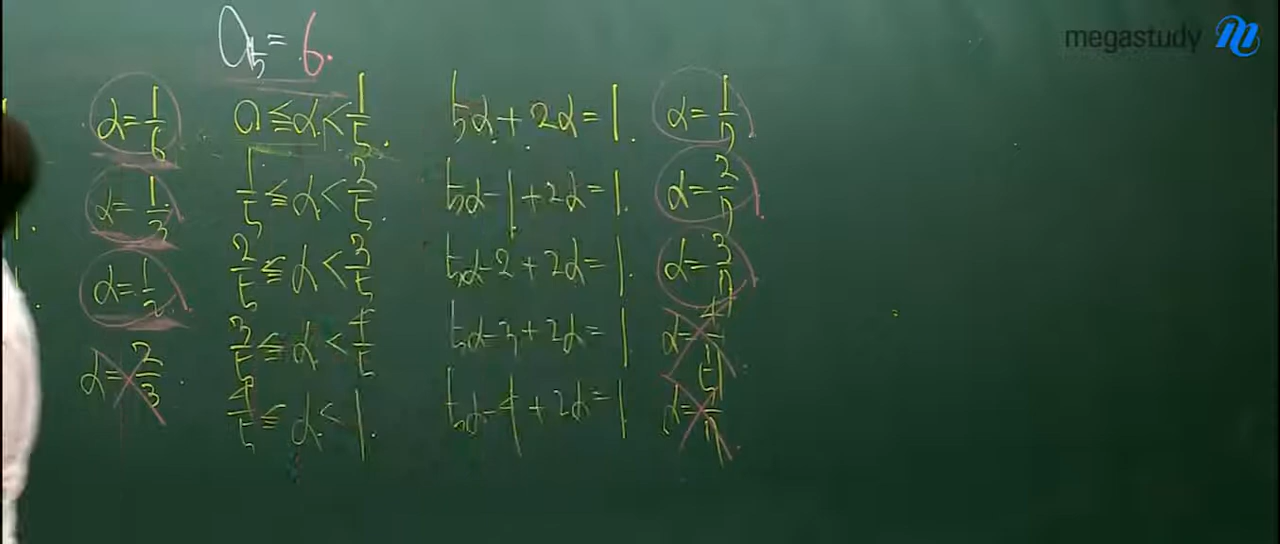 megastudy
a₅ = 6.
α = 1/6 0 ≦ α < 1/5. 5α + 2α = 1. α = 1/7
α = 1/3 1/5 ≦ α < 2/5. 5α - 1 + 2α = 1. α = 2/7
α = 1/2 2/5 ≦ α < 3/5 5α - 2 + 2α = 1. α = 3/7
α = 2/3. 3/5 ≦ α < 4/5 5α - 3 + 2α = 1 α = 4/7
4/5 ≦ α < 1. 5α - 4 + 2α = 1. α = 5/7